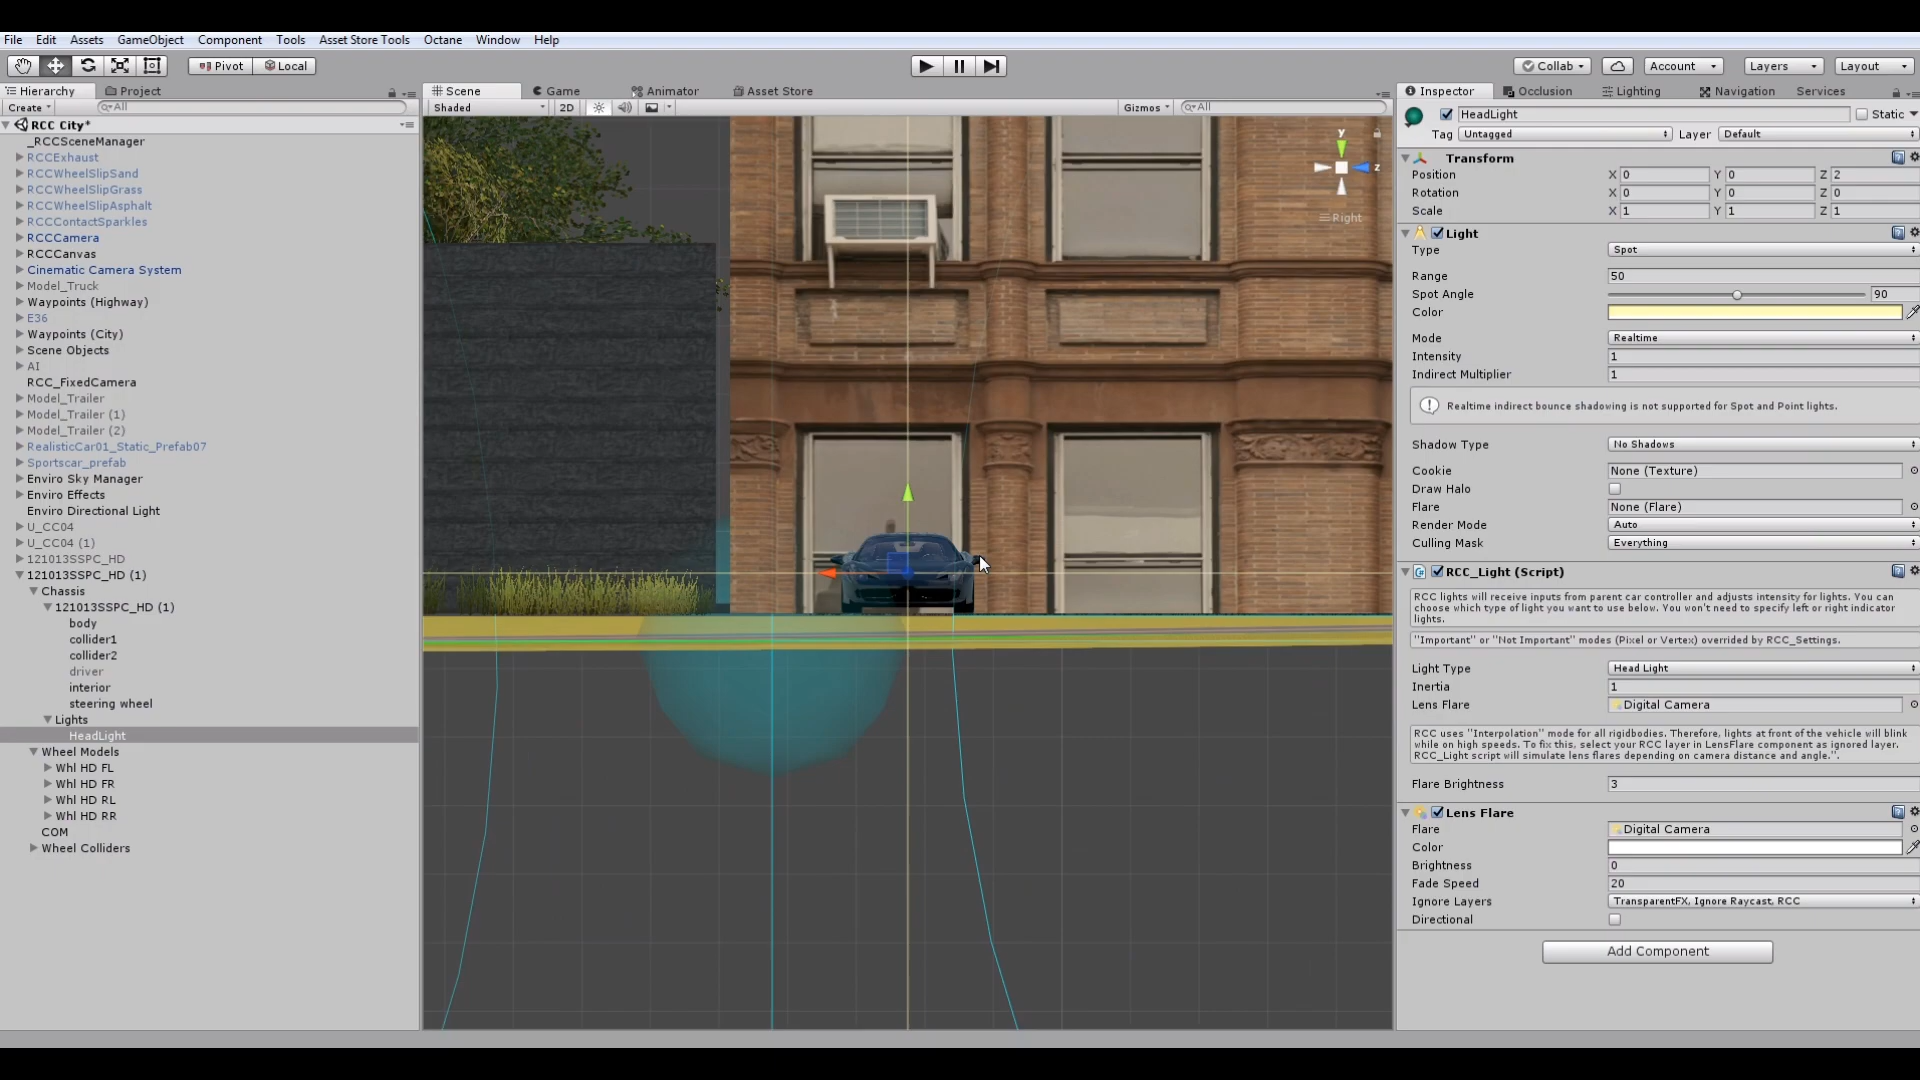 File Edit Assets GameObject Component Tools Asset Store Tools Octane Window Help
Pivot Local Collab Account Layers Layout
Hierarchy Project Scene Game Animator Asset Store Inspector Occlusion Lighting Navigation Services
Create All Shaded 2D Gizmos All
RCC City*
_RCCSceneManager
RCCExhaust
RCCWheelSlipSand
RCCWheelSlipGrass
RCCWheelSlipAsphalt
RCCContactSparkles
RCCCamera
RCCCanvas
Cinematic Camera System
Model_Truck
Waypoints (Highway)
E36
Waypoints (City)
Scene Objects
AI
RCC_FixedCamera
Model_Trailer
Model_Trailer (1)
Model_Trailer (2)
RealisticCar01_Static_Prefab07
Sportscar_prefab
Enviro Sky Manager
Enviro Effects
Enviro Directional Light
U_CC04
U_CC04 (1)
121013SSPC_HD
121013SSPC_HD (1)
Chassis
121013SSPC_HD (1)
body
collider1
collider2
driver
interior
steering wheel
Lights
HeadLight
Wheel Models
Whl HD FL
Whl HD FR
Whl HD RL
Whl HD RR
COM
Wheel Colliders
y
z
Right
HeadLight Static
Tag Untagged Layer Default
Transform
Position X 0 Y 0 Z 2
Rotation X 0 Y 0 Z 0
Scale X 1 Y 1 Z 1
Light
Type Spot
Range 50
Spot Angle 90
Color
Mode Realtime
Intensity 1
Indirect Multiplier 1
Realtime indirect bounce shadowing is not supported for Spot and Point lights.
Shadow Type No Shadows
Cookie None (Texture)
Draw Halo
Flare None (Flare)
Render Mode Auto
Culling Mask Everything
RCC_Light (Script)
RCC lights will receive inputs from parent car controller and adjusts intensity for lights. You can
choose which type of light you want to use below. You won't need to specify left or right indicator
lights.
"Important" or "Not Important" modes (Pixel or Vertex) overrided by RCC_Settings.
Light Type Head Light
Inertia 1
Lens Flare Digital Camera
RCC uses "Interpolation" mode for all rigidbodies. Therefore, lights at front of the vehicle will blink
while on high speeds. To fix this, select your RCC layer in LensFlare component as ignored layer.
RCC_Light script will simulate lens flares depending on camera distance and angle.".
Flare Brightness 3
Lens Flare
Flare Digital Camera
Color
Brightness 0
Fade Speed 20
Ignore Layers TransparentFX, Ignore Raycast, RCC
Directional
Add Component